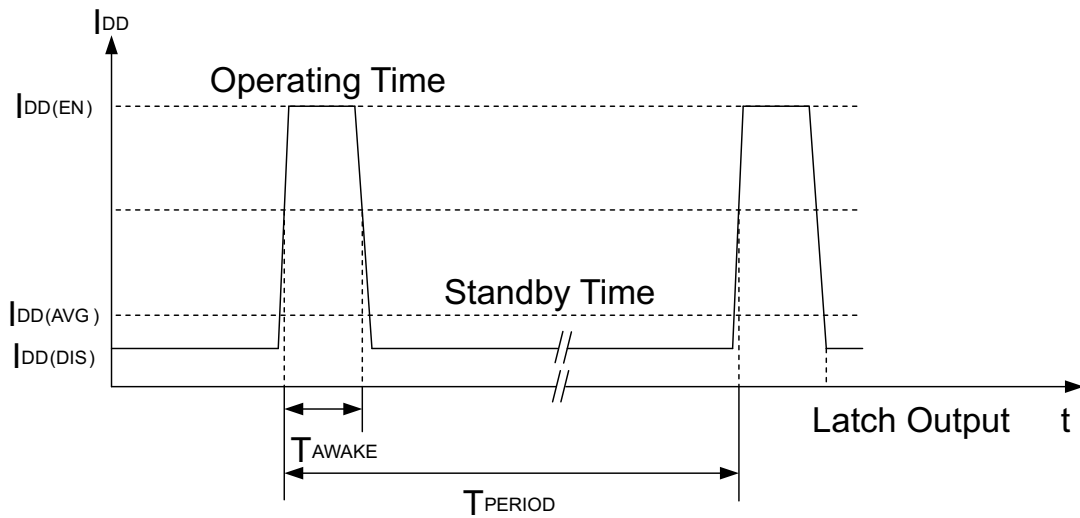 IDD
Operating Time
IDD(EN)
Standby Time
IDD(AVG)
IDD(DIS)
Latch Output t
TAWAKE
TPERIOD